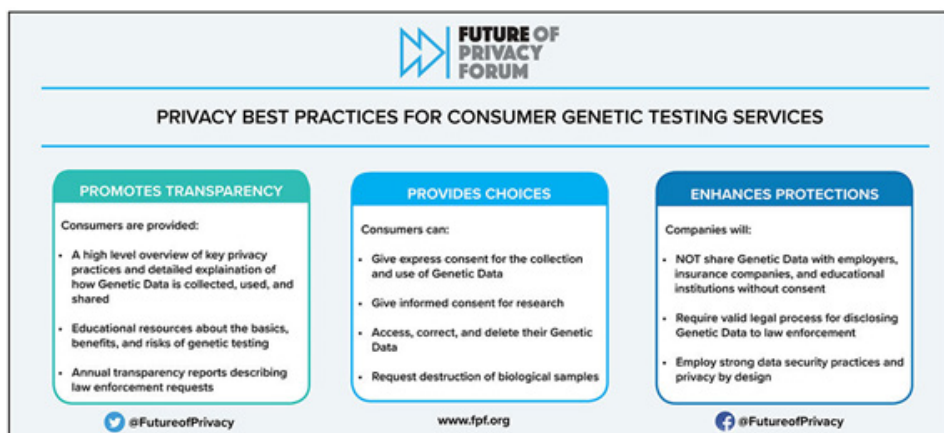 FUTURE OF
PRIVACY
FORUM
PRIVACY BEST PRACTICES FOR CONSUMER GENETIC TESTING SERVICES
PROMOTES TRANSPARENCY
Consumers are provided:
• A high level overview of key privacy
practices and detailed explaination of
how Genetic Data is collected, used, and
shared
• Educational resources about the basics,
benefits, and risks of genetic testing
• Annual transparency reports describing
law enforcement requests
PROVIDES CHOICES
Consumers can:
• Give express consent for the collection
and use of Genetic Data
• Give informed consent for research
• Access, correct, and delete their Genetic
Data
• Request destruction of biological samples
ENHANCES PROTECTIONS
Companies will:
• NOT share Genetic Data with employers,
insurance companies, and educational
institutions without consent
• Require valid legal process for disclosing
Genetic Data to law enforcement
• Employ strong data security practices and
privacy by design
@FutureofPrivacy
www.fpf.org
@FutureofPrivacy